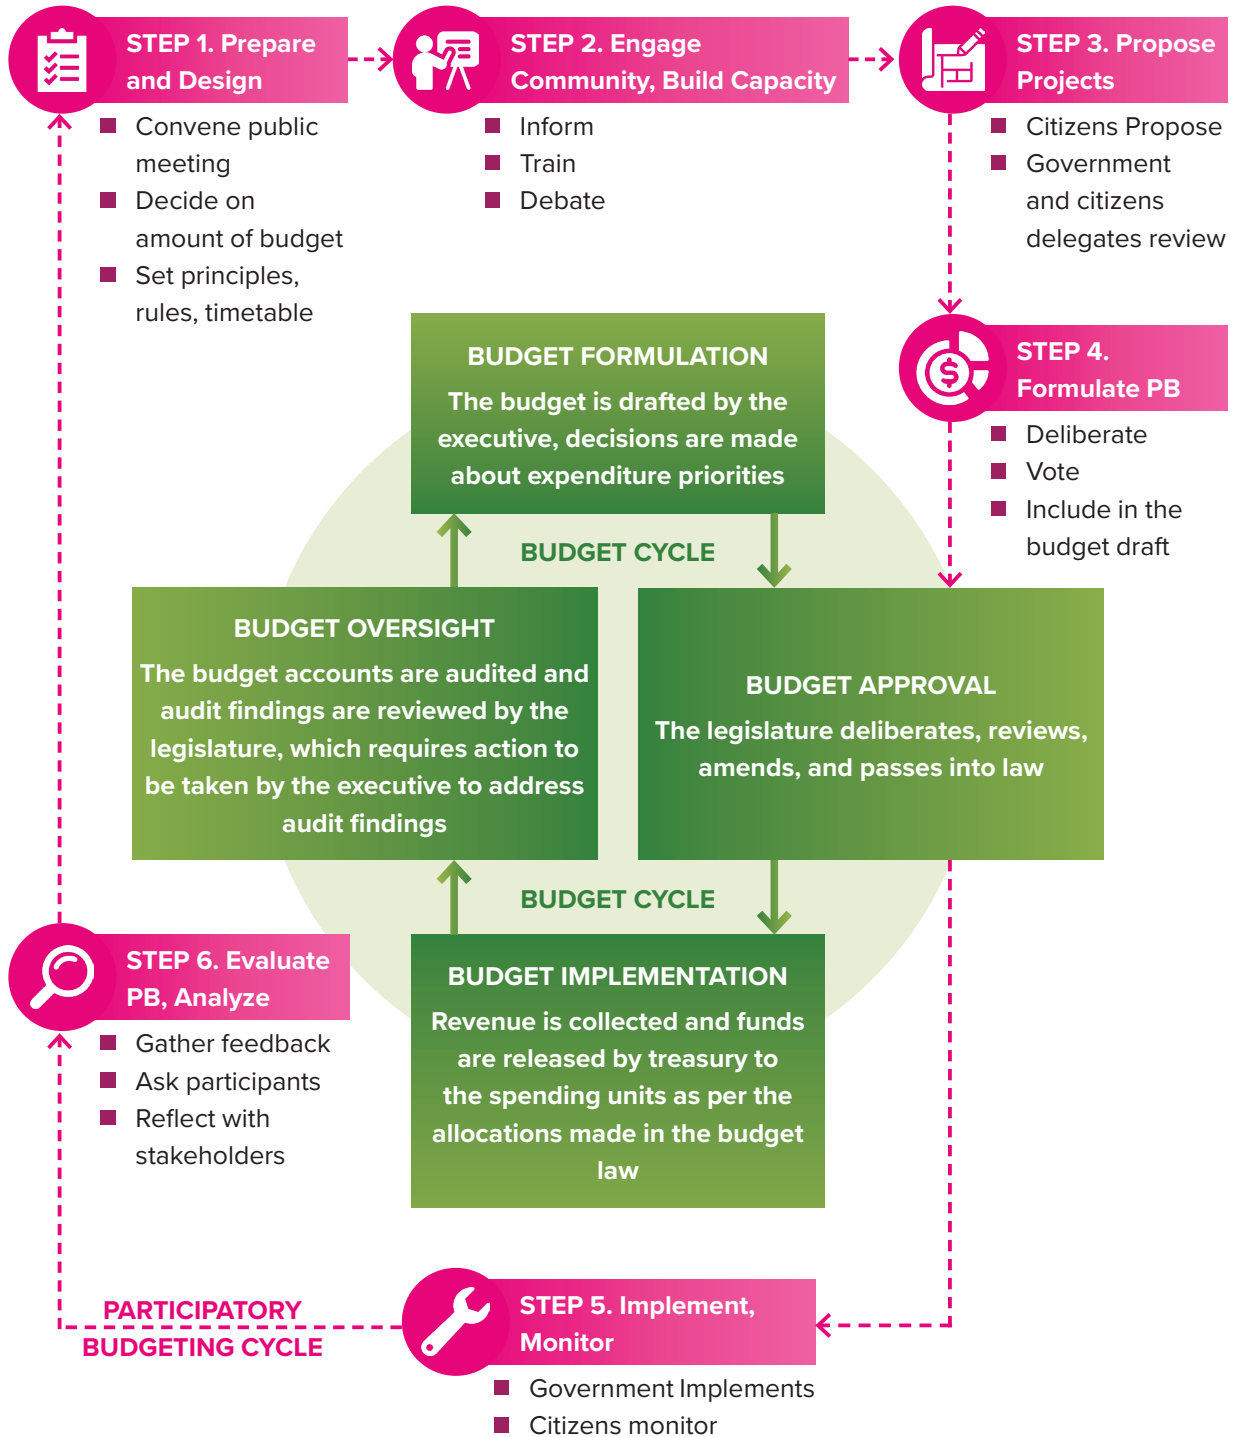 STEP 1. Prepare
and Design
Convene public
meeting
Decide on
amount of budget
Set principles,
rules, timetable
STEP 2. Engage
Community, Build Capacity
Inform
Train
Debate
STEP 3. Propose
Projects
Citizens Propose
Government
and citizens
delegates review
STEP 4.
Formulate PB
Deliberate
Vote
Include in the
budget draft
BUDGET FORMULATION
The budget is drafted by the
executive, decisions are made
about expenditure priorities
BUDGET CYCLE
BUDGET OVERSIGHT
The budget accounts are audited and
audit findings are reviewed by the
legislature, which requires action to
be taken by the executive to address
audit findings
BUDGET APPROVAL
The legislature deliberates, reviews,
amends, and passes into law
BUDGET CYCLE
BUDGET IMPLEMENTATION
Revenue is collected and funds
are released by treasury to
the spending units as per the
allocations made in the budget
law
STEP 6. Evaluate
PB, Analyze
Gather feedback
Ask participants
Reflect with
stakeholders
PARTICIPATORY
BUDGETING CYCLE
STEP 5. Implement,
Monitor
Government Implements
Citizens monitor